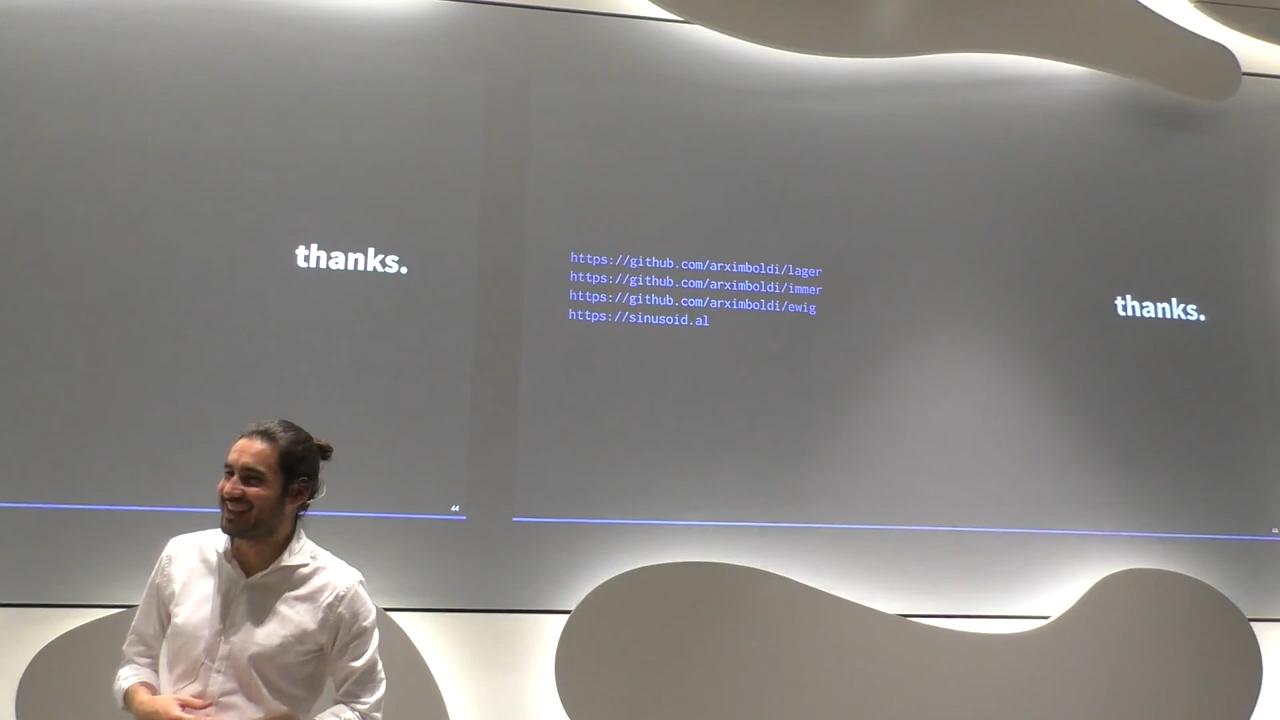 thanks.
44
https://github.com/arximboldi/lager
https://github.com/arximboldi/immer
https://github.com/arximboldi/ewig
https://sinusoid.al
thanks.